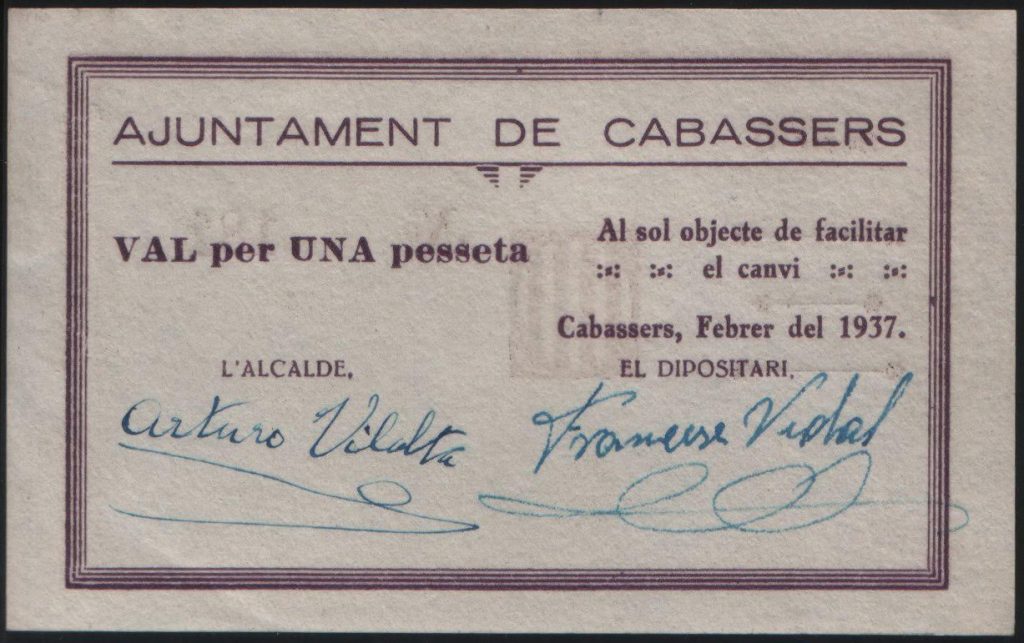 AJUNTAMENT DE CABASSERS
VAL per UNA pesseta
Al sol objecte de facilitar
el canvi
Cabassers, Febrer del 1937.
L'ALCALDE,
EL DIPOSITARI,
Arturo Vilalta
Francesc Vidal